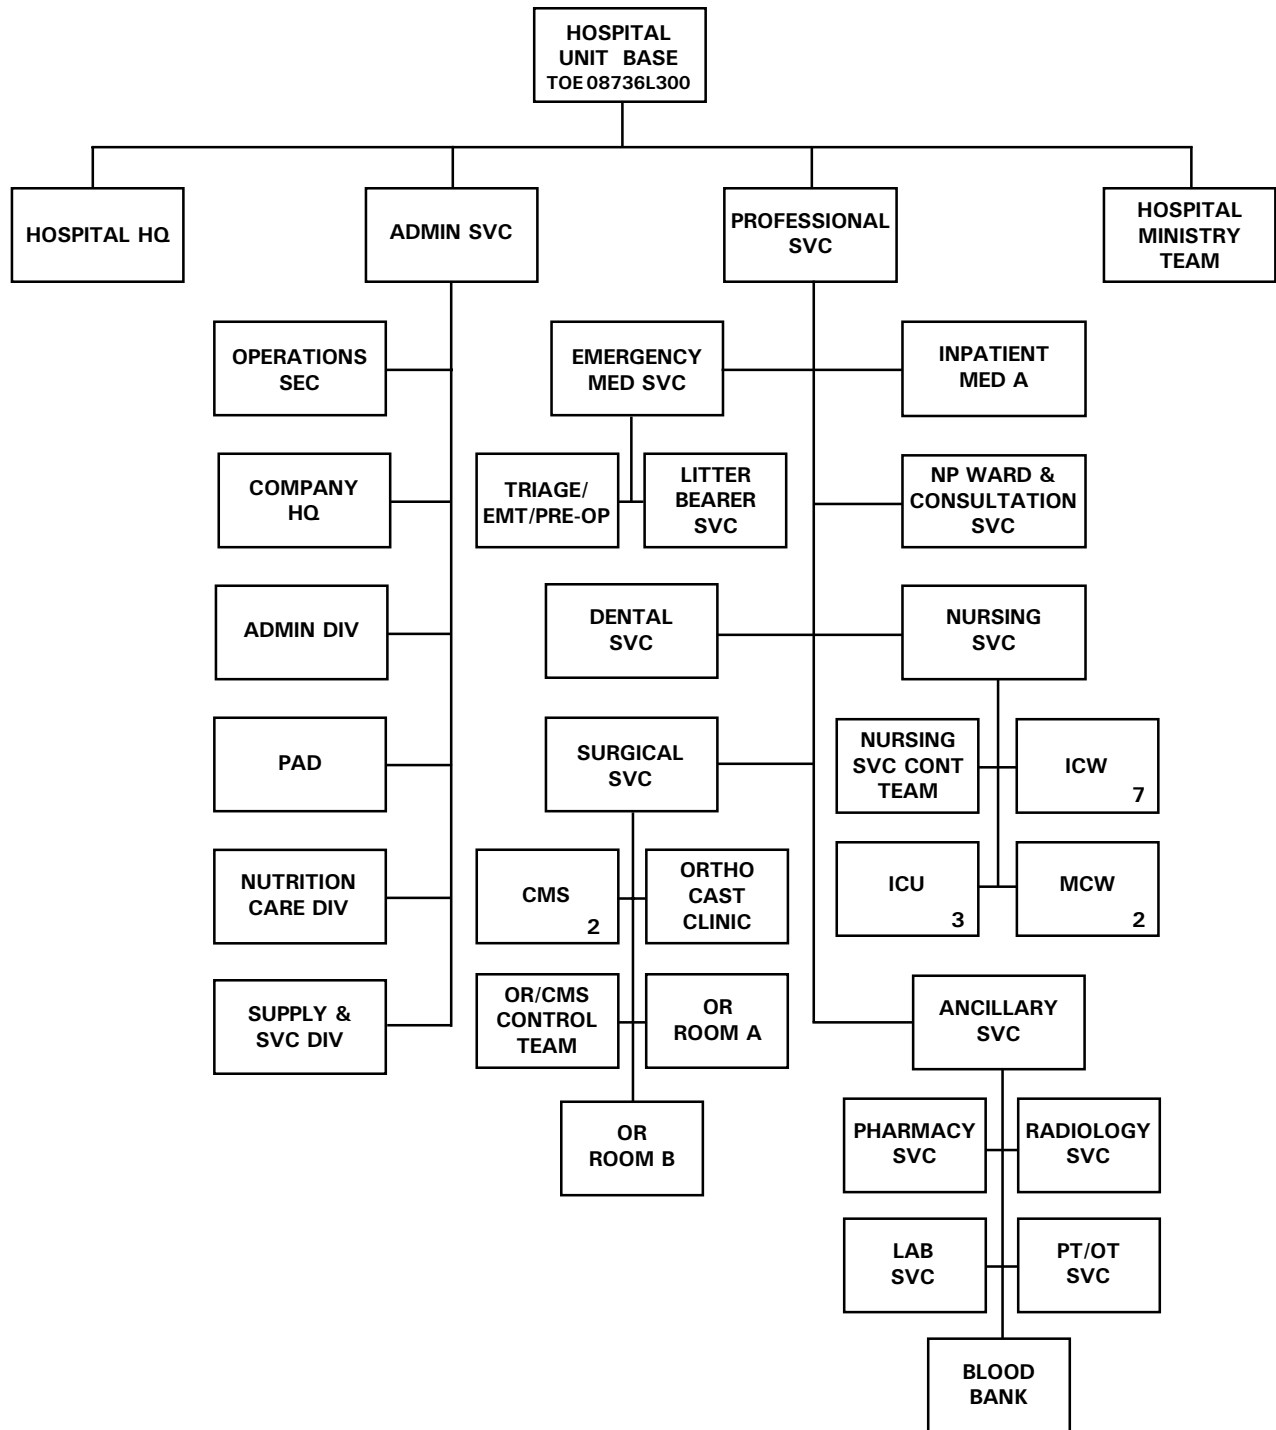 HOSPITAL
UNIT BASE
TOE 08736L300
HOSPITAL HQ
ADMIN SVC
PROFESSIONAL
SVC
HOSPITAL
MINISTRY
TEAM
OPERATIONS
SEC
EMERGENCY
MED SVC
INPATIENT
MED A
COMPANY
HQ
TRIAGE/
EMT/PRE-OP
LITTER
BEARER
SVC
NP WARD &
CONSULTATION
SVC
ADMIN DIV
DENTAL
SVC
NURSING
SVC
PAD
SURGICAL
SVC
NURSING
SVC CONT
TEAM
ICW
7
NUTRITION
CARE DIV
CMS
2
ORTHO
CAST
CLINIC
ICU
3
MCW
2
SUPPLY &
SVC DIV
OR/CMS
CONTROL
TEAM
OR
ROOM A
ANCILLARY
SVC
OR
ROOM B
PHARMACY
SVC
RADIOLOGY
SVC
LAB
SVC
PT/OT
SVC
BLOOD
BANK